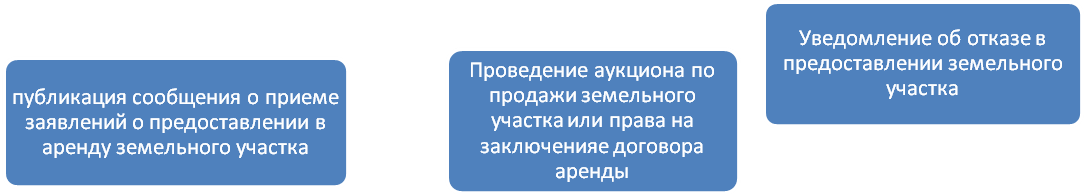 публикация сообщения о приеме
заявлений о предоставлении в
аренду земельного участка
Проведение аукциона по
продажи земельного
участка или права на
заключенияе договора
аренды
Уведомление об отказе в
предоставлении земельного
участка